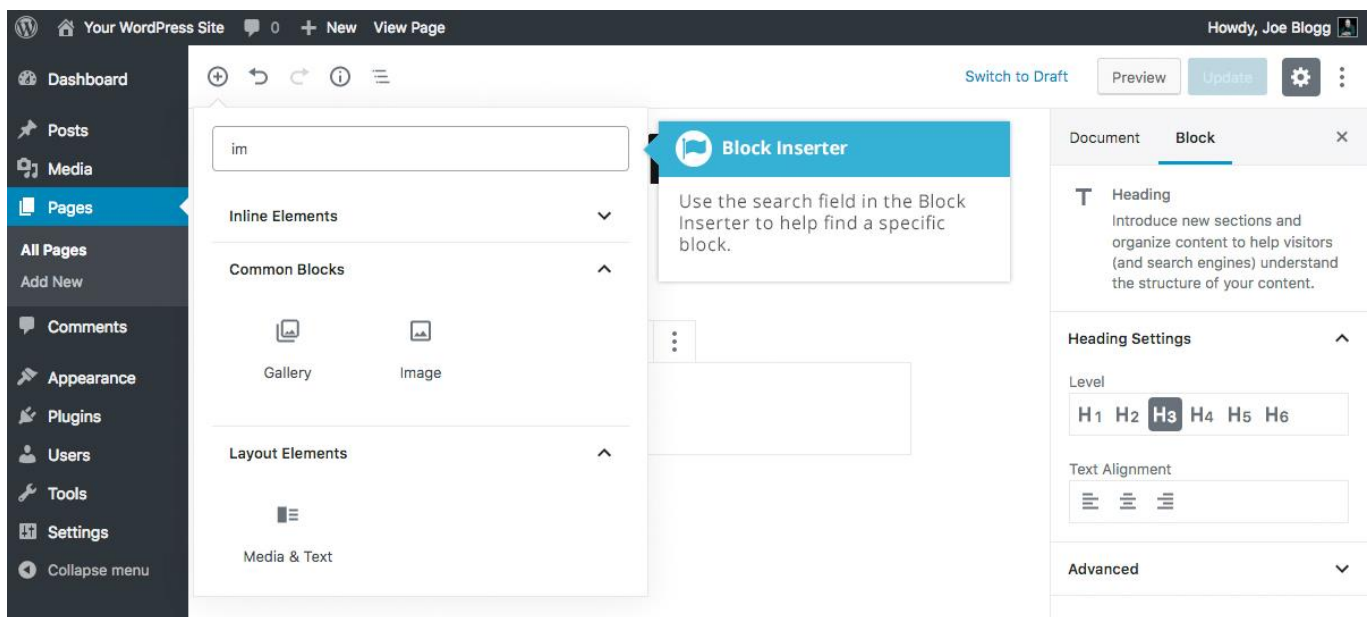 Your WordPress Site 0 New View Page Howdy, Joe Blogg
Dashboard
Posts
Media
Pages
All Pages
Add New
Comments
Appearance
Plugins
Users
Tools
Settings
Collapse menu
Switch to Draft Preview Update
im
Inline Elements
Common Blocks
Gallery Image
Layout Elements
Media & Text
Block Inserter
Use the search field in the Block
Inserter to help find a specific
block.
Document Block
Heading
Introduce new sections and
organize content to help visitors
(and search engines) understand
the structure of your content.
Heading Settings
Level
H1 H2 H3 H4 H5 H6
Text Alignment
Advanced